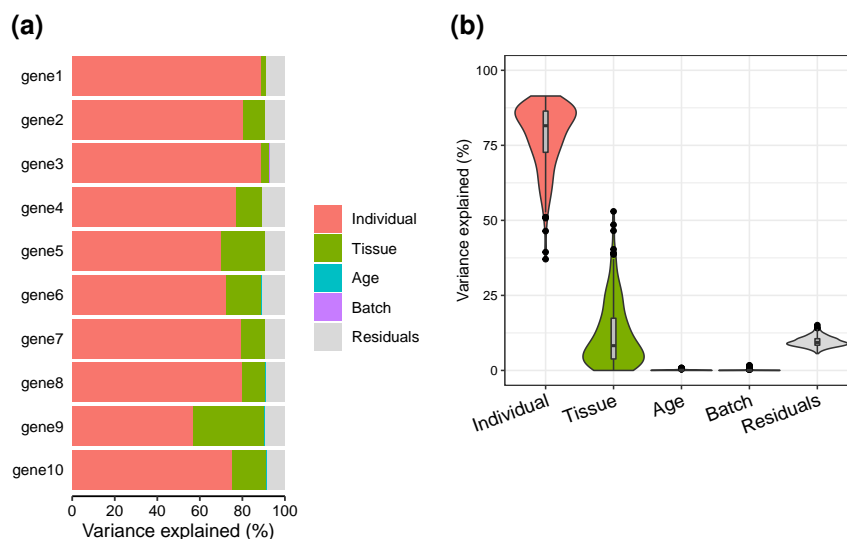 (a)
gene1
gene2
gene3
gene4
gene5
gene6
gene7
gene8
gene9
gene10
0 20 40 60 80 100
Variance explained (%)
Individual
Tissue
Age
Batch
Residuals
(b)
Variance explained (%)
100
75
50
25
0
Individual
Tissue
Age
Batch
Residuals